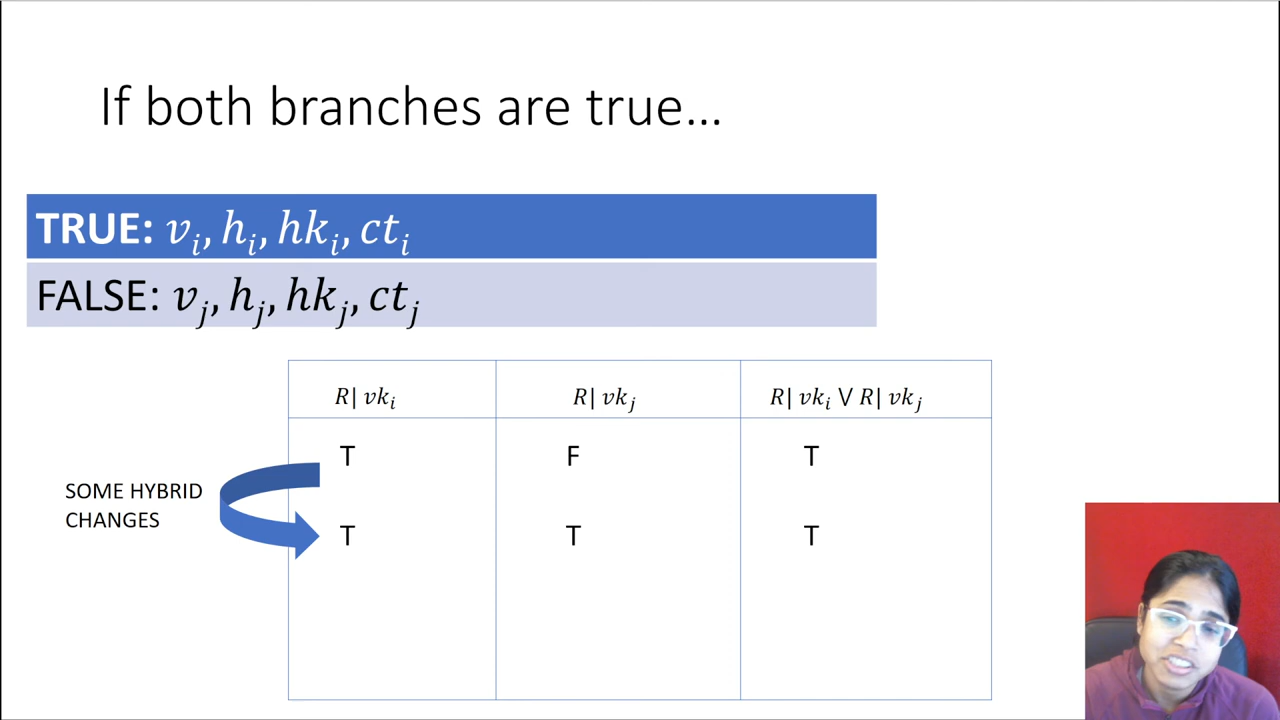 If both branches are true...
TRUE: vᵢ, hᵢ, hkᵢ, ctᵢ
FALSE: vⱼ, hⱼ, hkⱼ, ctⱼ
R| vkᵢ R| vkⱼ R| vkᵢ ∨ R| vkⱼ
T F T
SOME HYBRID
CHANGES
T T T